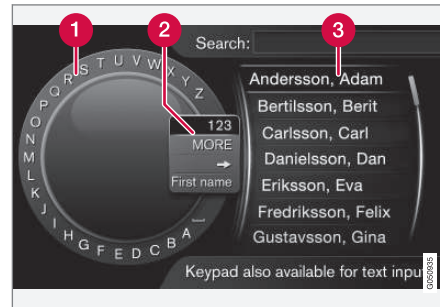 1
2
3
Search:
A B C D E F G H I J K L M N O P Q R S T U V W X Y Z
123
MORE
First name
Andersson, Adam
Bertilsson, Berit
Carlsson, Carl
Danielsson, Dan
Eriksson, Eva
Fredriksson, Felix
Gustavsson, Gina
Keypad also available for text input
G050935